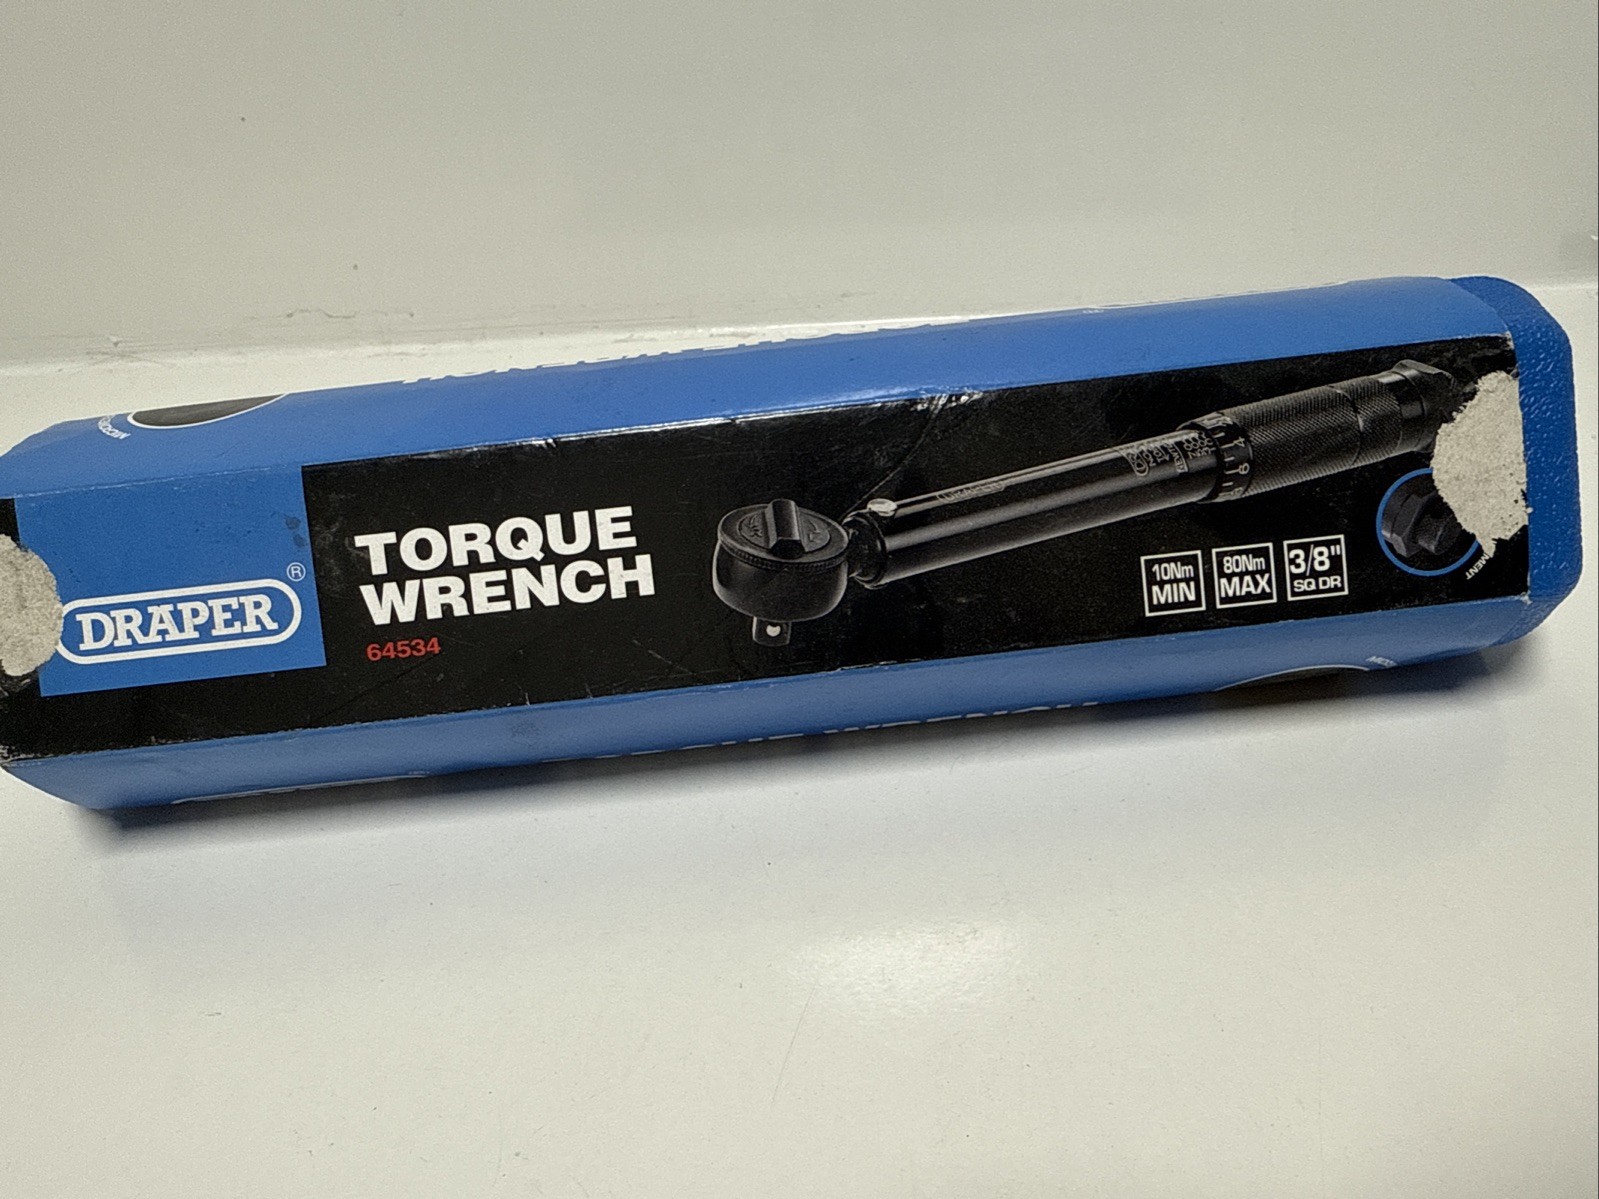 DRAPER®
TORQUE
WRENCH
64534
10Nm
MIN
80Nm
MAX
3/8"
SQ DR